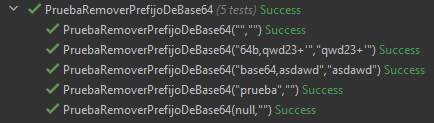 PruebaRemoverPrefijoDeBase64 (5 tests) Success
PruebaRemoverPrefijoDeBase64("","") Success
PruebaRemoverPrefijoDeBase64("64b,qwd23+'","qwd23+'") Success
PruebaRemoverPrefijoDeBase64("base64,asdawd","asdawd") Success
PruebaRemoverPrefijoDeBase64("prueba","") Success
PruebaRemoverPrefijoDeBase64(null,"") Success